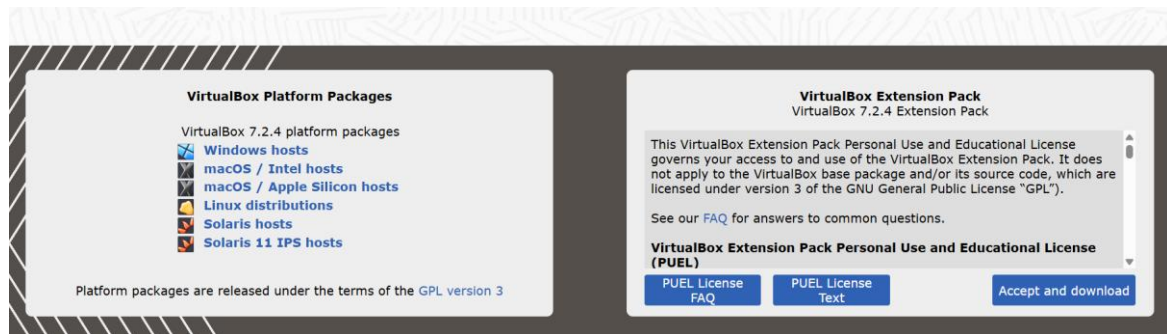 VirtualBox Platform Packages
VirtualBox 7.2.4 platform packages
Windows hosts
macOS / Intel hosts
macOS / Apple Silicon hosts
Linux distributions
Solaris hosts
Solaris 11 IPS hosts
Platform packages are released under the terms of the GPL version 3
VirtualBox Extension Pack
VirtualBox 7.2.4 Extension Pack
This VirtualBox Extension Pack Personal Use and Educational License
governs your access to and use of the VirtualBox Extension Pack. It does
not apply to the VirtualBox base package and/or its source code, which are
licensed under version 3 of the GNU General Public License “GPL”).
See our FAQ for answers to common questions.
VirtualBox Extension Pack Personal Use and Educational License
(PUEL)
PUEL License
FAQ
PUEL License
Text
Accept and download